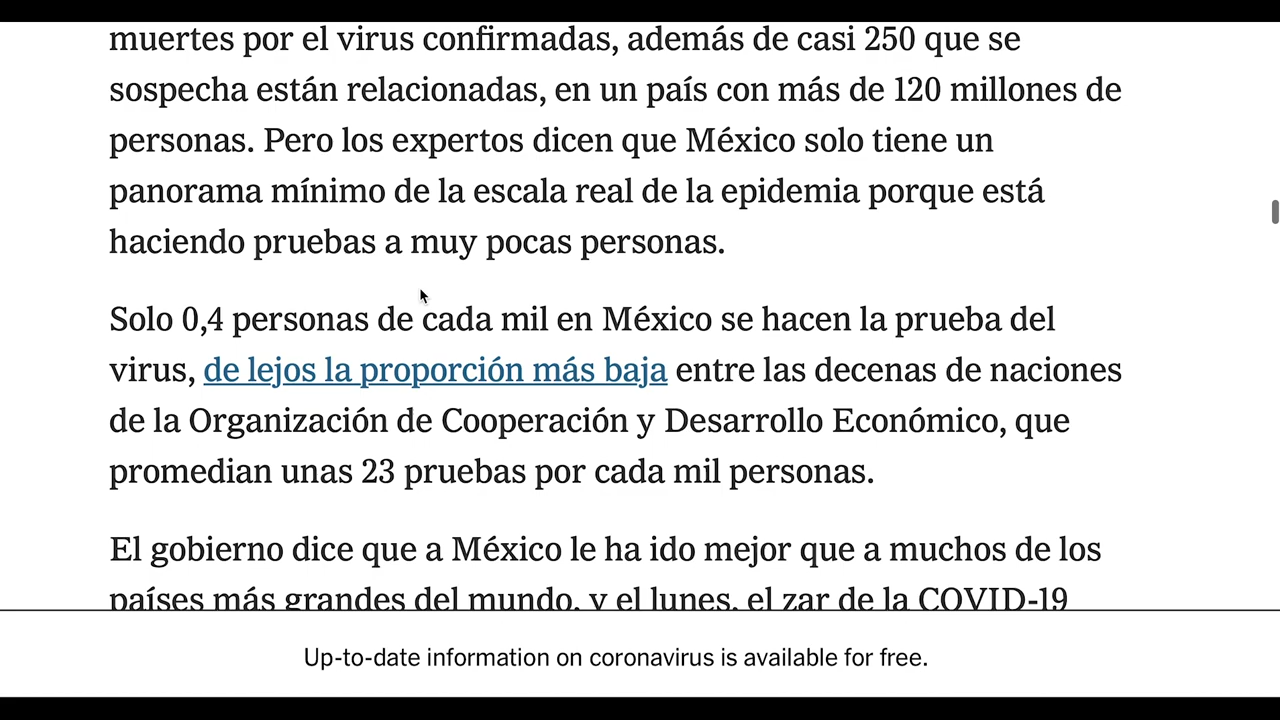 muertes por el virus confirmadas, además de casi 250 que se
sospecha están relacionadas, en un país con más de 120 millones de
personas. Pero los expertos dicen que México solo tiene un
panorama mínimo de la escala real de la epidemia porque está
haciendo pruebas a muy pocas personas.
Solo 0,4 personas de cada mil en México se hacen la prueba del
virus, de lejos la proporción más baja entre las decenas de naciones
de la Organización de Cooperación y Desarrollo Económico, que
promedian unas 23 pruebas por cada mil personas.
El gobierno dice que a México le ha ido mejor que a muchos de los
países más grandes del mundo, y el lunes, el zar de la COVID-19
Up-to-date information on coronavirus is available for free.